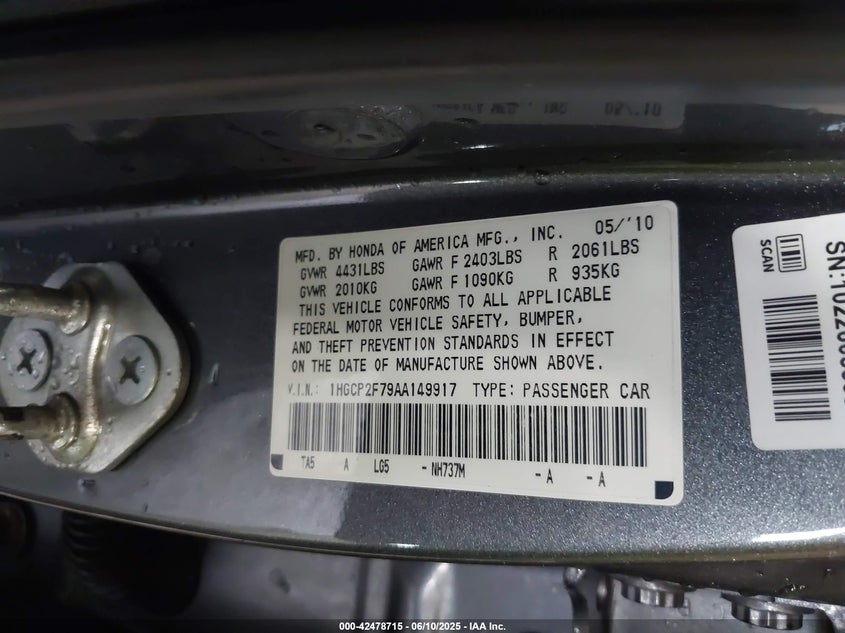 MFD. BY HONDA OF AMERICA MFG., INC. 05/'10
GVWR 4431LBS GAWR F 2403LBS R 2061LBS
GVWR 2010KG GAWR F 1090KG R 935KG
THIS VEHICLE CONFORMS TO ALL APPLICABLE
FEDERAL MOTOR VEHICLE SAFETY, BUMPER,
AND THEFT PREVENTION STANDARDS IN EFFECT
ON THE DATE OF MANUFACTURE SHOWN ABOVE.
V.I.N.: 1HGCP2F79AA149917 TYPE: PASSENGER CAR
TA5 A LG5 - NH737M - A - A
SCAN
000-42478715 - 06/10/2025 - IAA Inc.